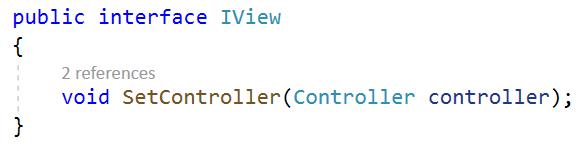 public interface IView
{
2 references
void SetController(Controller controller);
}